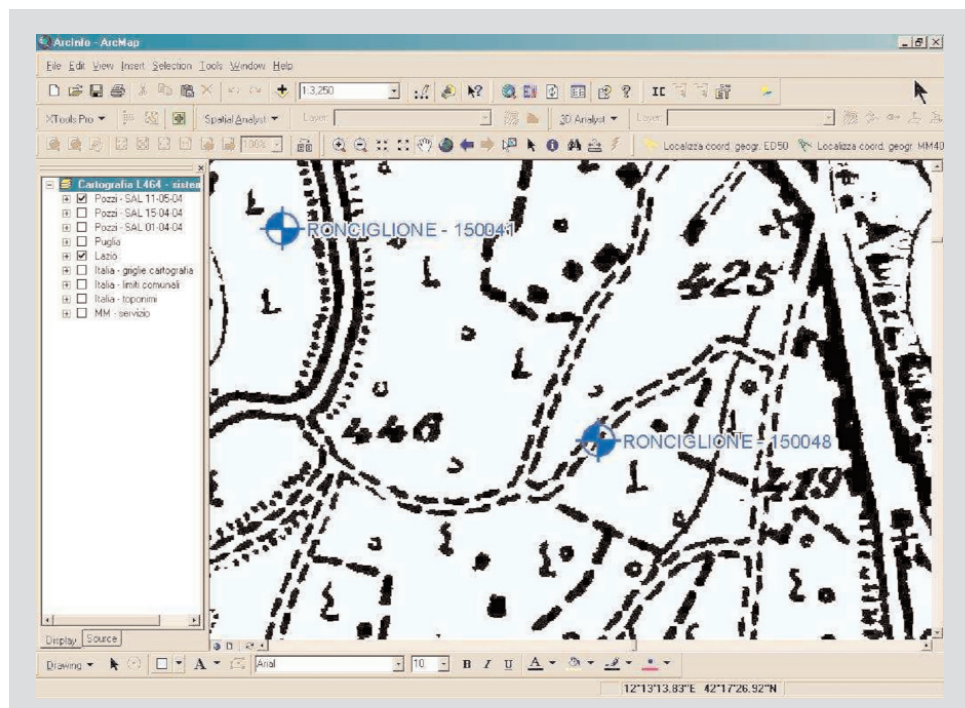 ArcInfo - ArcMap
File Edit View Insert Selection Tools Window Help
1:3,250
XTools Pro Spatial Analyst Layer: 3D Analyst Layer:
100% Localizza coord. geogr. ED50 Localizza coord. geogr. MM40
Cartografia L464 - sistem
Pozzi - SAL 11-05-04
Pozzi - SAL 15-04-04
Pozzi - SAL 01-04-04
Puglia
Lazio
Italia - griglie cartografia
Italia - limiti comunali
Italia - toponimi
MM - servizio
RONCIGLIONE - 150041
425
440
RONCIGLIONE - 150048
419
Display Source
Drawing A Arial 10 B I U A
12°13'13.83"E 42°17'26.92"N